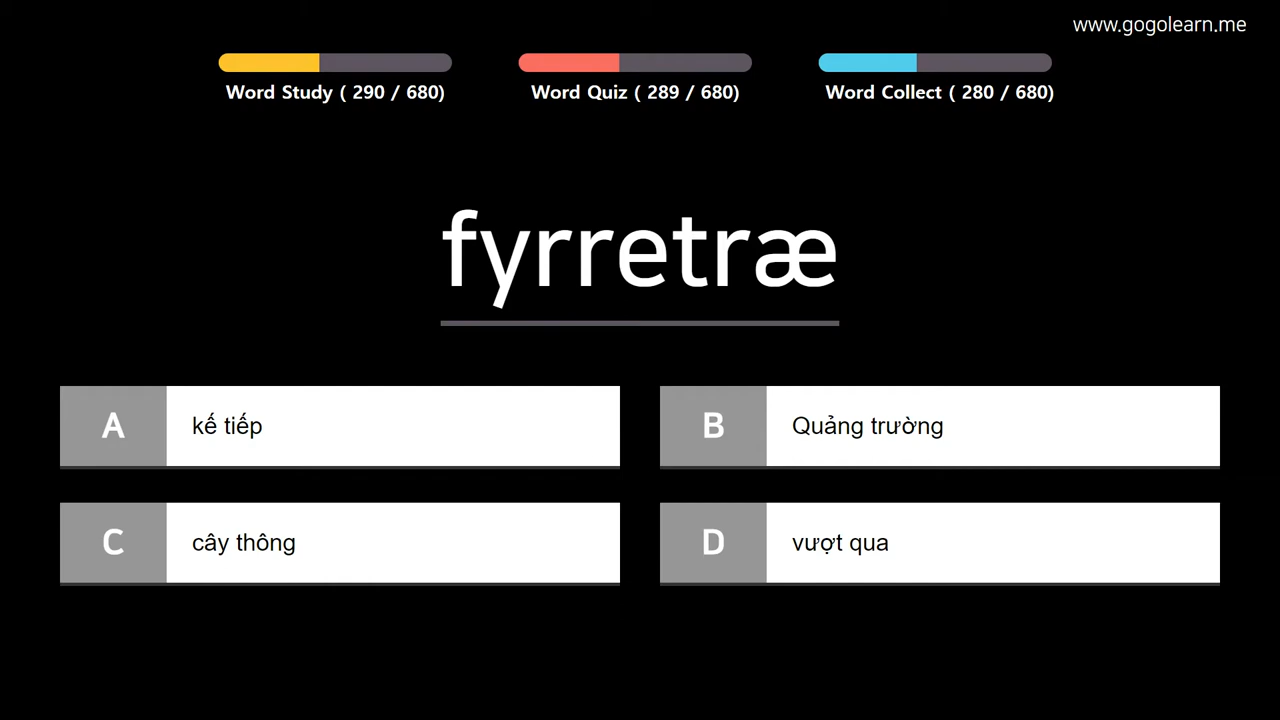 www.gogolearn.me
Word Study ( 290 / 680)
Word Quiz ( 289 / 680)
Word Collect ( 280 / 680)
fyrretræ
A kế tiếp
B Quảng trường
C cây thông
D vượt qua